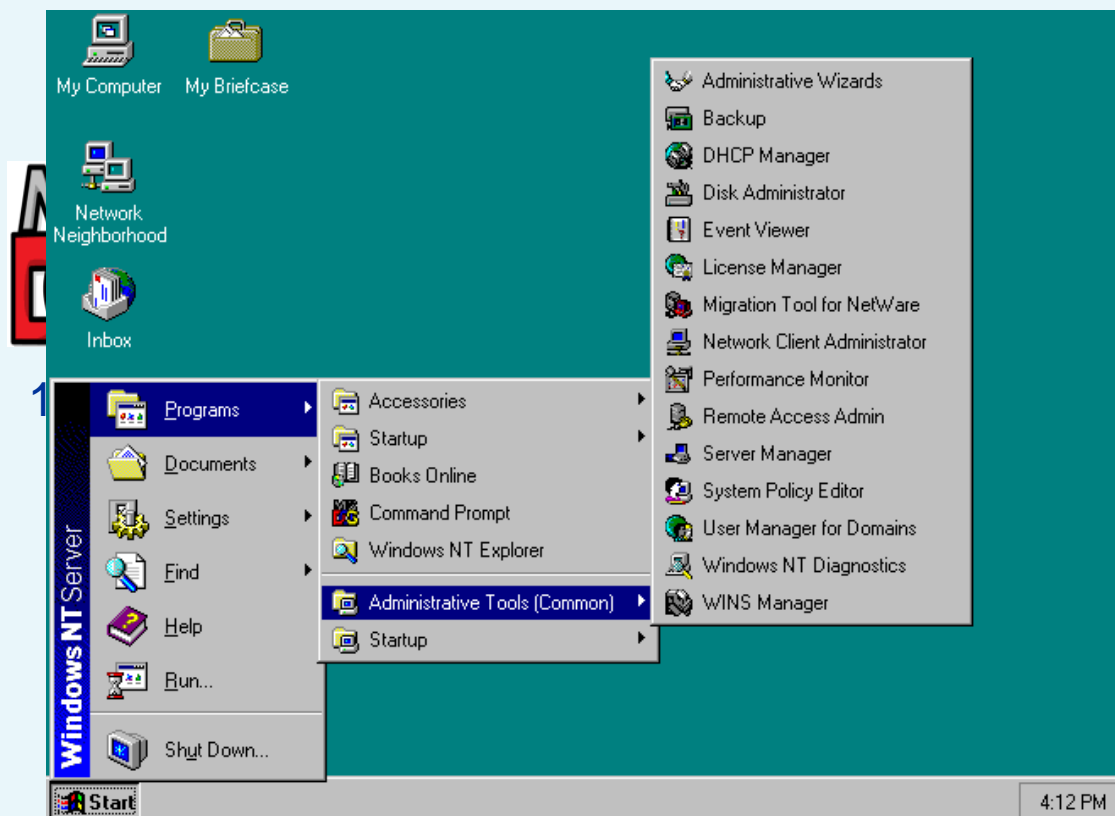 My Computer
My Briefcase
Network
Neighborhood
Inbox
Windows NT Server
Programs
Documents
Settings
Find
Help
Run...
Shut Down...
Accessories
Startup
Books Online
Command Prompt
Windows NT Explorer
Administrative Tools (Common)
Startup
Administrative Wizards
Backup
DHCP Manager
Disk Administrator
Event Viewer
License Manager
Migration Tool for NetWare
Network Client Administrator
Performance Monitor
Remote Access Admin
Server Manager
System Policy Editor
User Manager for Domains
Windows NT Diagnostics
WINS Manager
Start
4:12 PM